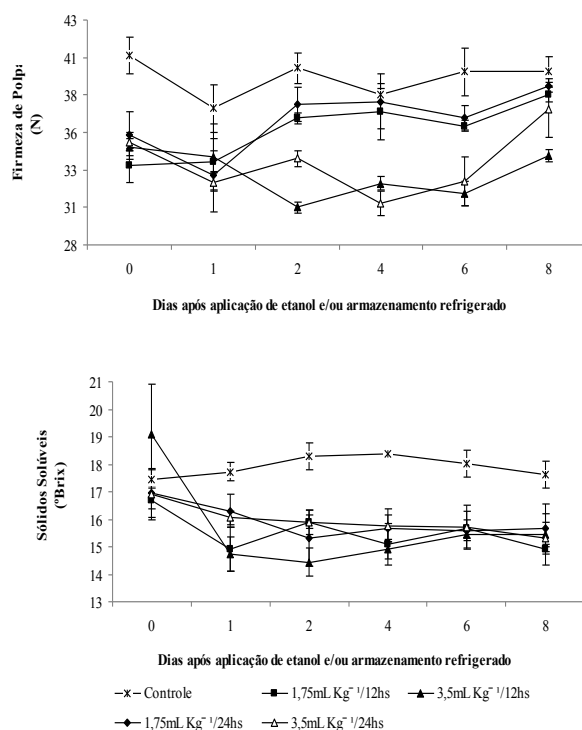 Firmeza de Polpa
(N)
43
41
38
36
33
31
28
0 1 2 4 6 8
Dias após aplicação de etanol e/ou armazenamento refrigerado
Sólidos Solúveis
(ºBrix)
21
20
19
18
17
16
15
14
13
0 1 2 4 6 8
Dias após aplicação de etanol e/ou armazenamento refrigerado
Controle 1,75mL Kg⁻¹/12hs 3,5mL Kg⁻¹/12hs
1,75mL Kg⁻¹/24hs 3,5mL Kg⁻¹/24hs